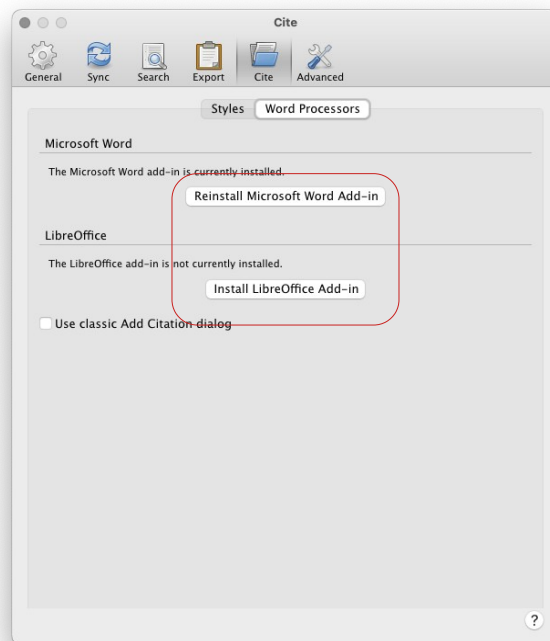 Cite
General Sync Search Export Cite Advanced
Styles Word Processors
Microsoft Word
The Microsoft Word add-in is currently installed.
Reinstall Microsoft Word Add-in
LibreOffice
The LibreOffice add-in is not currently installed.
Install LibreOffice Add-in
Use classic Add Citation dialog
?